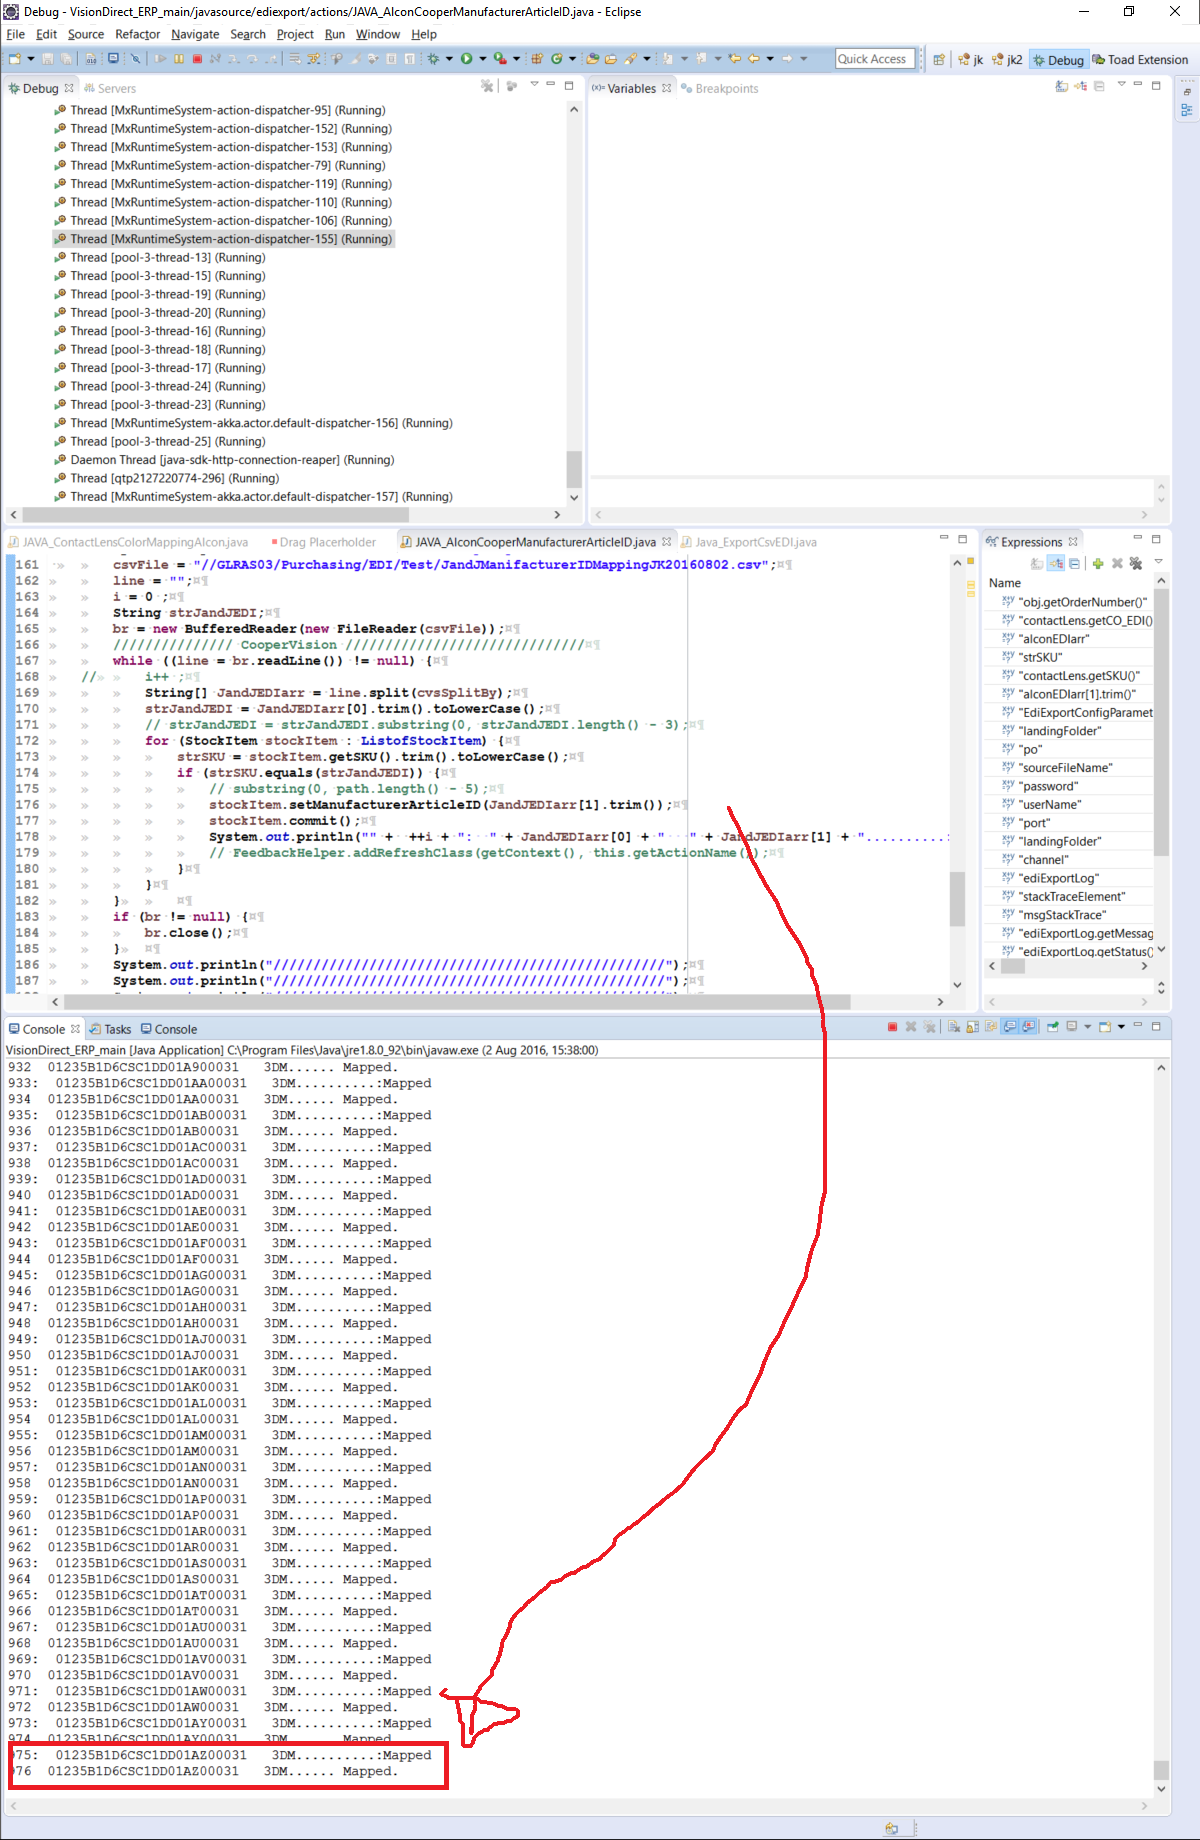 Debug - VisionDirect_ERP_main/javasource/ediexport/actions/JAVA_AlconCooperManufacturerArticleID.java - Eclipse
File Edit Source Refactor Navigate Search Project Run Window Help
Quick Access jk jk2 Debug Toad Extension
Debug Servers
Thread [MxRuntimeSystem-action-dispatcher-95] (Running)
Thread [MxRuntimeSystem-action-dispatcher-152] (Running)
Thread [MxRuntimeSystem-action-dispatcher-153] (Running)
Thread [MxRuntimeSystem-action-dispatcher-79] (Running)
Thread [MxRuntimeSystem-action-dispatcher-119] (Running)
Thread [MxRuntimeSystem-action-dispatcher-110] (Running)
Thread [MxRuntimeSystem-action-dispatcher-106] (Running)
Thread [MxRuntimeSystem-action-dispatcher-155] (Running)
Thread [pool-3-thread-13] (Running)
Thread [pool-3-thread-15] (Running)
Thread [pool-3-thread-19] (Running)
Thread [pool-3-thread-20] (Running)
Thread [pool-3-thread-16] (Running)
Thread [pool-3-thread-18] (Running)
Thread [pool-3-thread-17] (Running)
Thread [pool-3-thread-24] (Running)
Thread [pool-3-thread-23] (Running)
Thread [MxRuntimeSystem-akka.actor.default-dispatcher-156] (Running)
Thread [pool-3-thread-25] (Running)
Daemon Thread [java-sdk-http-connection-reaper] (Running)
Thread [qtp2127220774-296] (Running)
Thread [MxRuntimeSystem-akka.actor.default-dispatcher-157] (Running)
(x)= Variables Breakpoints
JAVA_ContactLensColorMappingAlcon.java Drag Placeholder JAVA_AlconCooperManufacturerArticleID.java Java_ExportCsvEDI.java
161 csvFile = "//GLRAS03/Purchasing/EDI/Test/JandJManifacturerIDMappingJK20160802.csv";
162 line = "";
163 i = 0 ;
164 String strJandJEDI;
165 br = new BufferedReader(new FileReader(csvFile));
166 /////////////// CooperVision //////////////////////////////
167 while ((line = br.readLine()) != null) {
168 // i++ ;
169 String[] JandJEDIarr = line.split(cvsSplitBy);
170 strJandJEDI = JandJEDIarr[0].trim().toLowerCase();
171 // strJandJEDI = strJandJEDI.substring(0, strJandJEDI.length() - 3);
172 for (StockItem stockItem : ListofStockItem) {
173 strSKU = stockItem.getSKU().trim().toLowerCase();
174 if (strSKU.equals(strJandJEDI)) {
175 // substring(0, path.length() - 5);
176 stockItem.setManufacturerArticleID(JandJEDIarr[1].trim());
177 stockItem.commit();
178 System.out.println("" + ++i + ": " + JandJEDIarr[0] + " " + JandJEDIarr[1] + "...........:
179 // FeedbackHelper.addRefreshClass(getContext(), this.getActionName());
180 }
181 }
182 }
183 if (br != null) {
184 br.close();
185 }
186 System.out.println("/////////////////////////////////////////////////");
187 System.out.println("/////////////////////////////////////////////////");
Expressions
Name
"obj.getOrderNumber()"
"contactLens.getCO_EDI()
"alconEDIarr"
"strSKU"
"contactLens.getSKU()"
"alconEDIarr[1].trim()"
"EdiExportConfigParamet
"landingFolder"
"po"
"sourceFileName"
"password"
"userName"
"port"
"landingFolder"
"channel"
"ediExportLog"
"stackTraceElement"
"msgStackTrace"
"ediExportLog.getMessag
"ediExportLog.getStatus()
Console Tasks Console
VisionDirect_ERP_main [Java Application] C:\Program Files\Java\jre1.8.0_92\bin\javaw.exe (2 Aug 2016, 15:38:00)
932 01235B1D6CSC1DD01A900031 3DM...... Mapped.
933: 01235B1D6CSC1DD01AA00031 3DM..........:Mapped
934 01235B1D6CSC1DD01AA00031 3DM...... Mapped.
935: 01235B1D6CSC1DD01AB00031 3DM..........:Mapped
936 01235B1D6CSC1DD01AB00031 3DM...... Mapped.
937: 01235B1D6CSC1DD01AC00031 3DM..........:Mapped
938 01235B1D6CSC1DD01AC00031 3DM...... Mapped.
939: 01235B1D6CSC1DD01AD00031 3DM..........:Mapped
940 01235B1D6CSC1DD01AD00031 3DM...... Mapped.
941: 01235B1D6CSC1DD01AE00031 3DM..........:Mapped
942 01235B1D6CSC1DD01AE00031 3DM...... Mapped.
943: 01235B1D6CSC1DD01AF00031 3DM..........:Mapped
944 01235B1D6CSC1DD01AF00031 3DM...... Mapped.
945: 01235B1D6CSC1DD01AG00031 3DM..........:Mapped
946 01235B1D6CSC1DD01AG00031 3DM...... Mapped.
947: 01235B1D6CSC1DD01AH00031 3DM..........:Mapped
948 01235B1D6CSC1DD01AH00031 3DM...... Mapped.
949: 01235B1D6CSC1DD01AJ00031 3DM..........:Mapped
950 01235B1D6CSC1DD01AJ00031 3DM...... Mapped.
951: 01235B1D6CSC1DD01AK00031 3DM..........:Mapped
952 01235B1D6CSC1DD01AK00031 3DM...... Mapped.
953: 01235B1D6CSC1DD01AL00031 3DM..........:Mapped
954 01235B1D6CSC1DD01AL00031 3DM...... Mapped.
955: 01235B1D6CSC1DD01AM00031 3DM..........:Mapped
956 01235B1D6CSC1DD01AM00031 3DM...... Mapped.
957: 01235B1D6CSC1DD01AN00031 3DM..........:Mapped
958 01235B1D6CSC1DD01AN00031 3DM...... Mapped.
959: 01235B1D6CSC1DD01AP00031 3DM..........:Mapped
960 01235B1D6CSC1DD01AP00031 3DM...... Mapped.
961: 01235B1D6CSC1DD01AR00031 3DM..........:Mapped
962 01235B1D6CSC1DD01AR00031 3DM...... Mapped.
963: 01235B1D6CSC1DD01AS00031 3DM..........:Mapped
964 01235B1D6CSC1DD01AS00031 3DM...... Mapped.
965: 01235B1D6CSC1DD01AT00031 3DM..........:Mapped
966 01235B1D6CSC1DD01AT00031 3DM...... Mapped.
967: 01235B1D6CSC1DD01AU00031 3DM..........:Mapped
968 01235B1D6CSC1DD01AU00031 3DM...... Mapped.
969: 01235B1D6CSC1DD01AV00031 3DM..........:Mapped
970 01235B1D6CSC1DD01AV00031 3DM...... Mapped.
971: 01235B1D6CSC1DD01AW00031 3DM..........:Mapped
972 01235B1D6CSC1DD01AW00031 3DM...... Mapped.
973: 01235B1D6CSC1DD01AY00031 3DM..........:Mapped
974 01235B1D6CSC1DD01AY00031 3DM...... Mapped.
975: 01235B1D6CSC1DD01AZ00031 3DM..........:Mapped
976 01235B1D6CSC1DD01AZ00031 3DM...... Mapped.